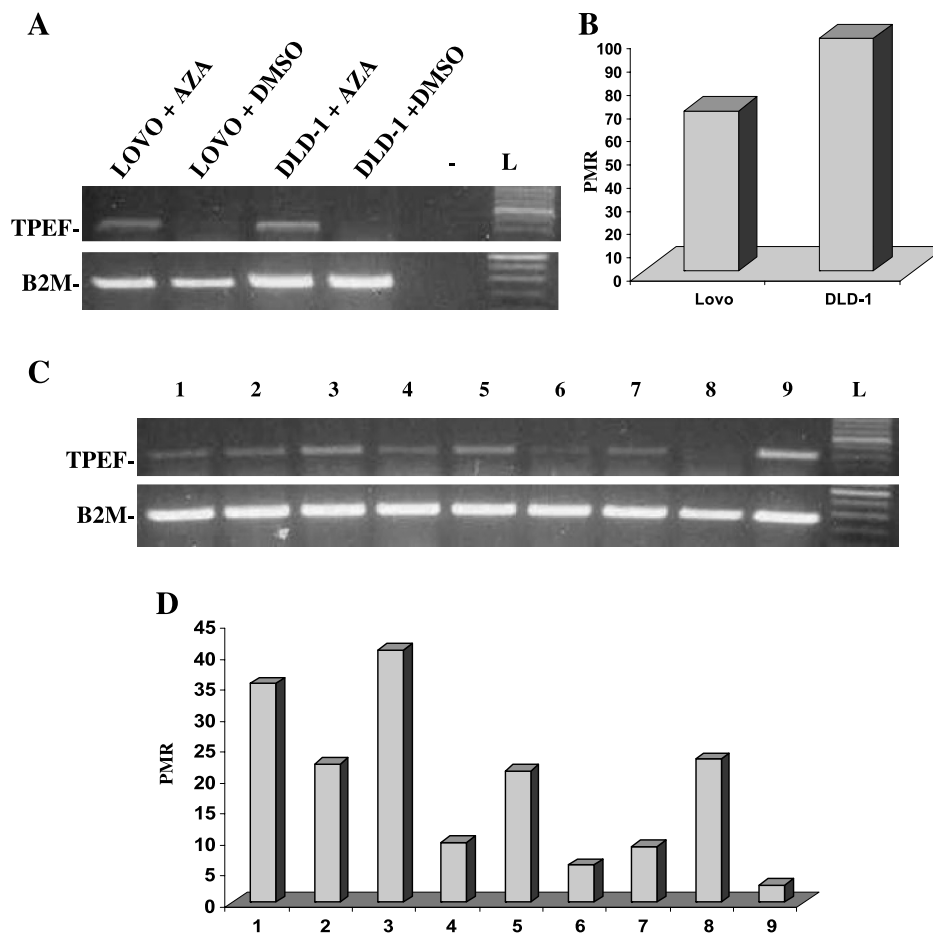 A
LOVO + AZA
LOVO + DMSO
DLD-1 + AZA
DLD-1 +DMSO
-
L
TPEF-
B2M-
B
100
90
80
70
60
50
40
30
20
10
0
PMR
Lovo
DLD-1
C
1 2 3 4 5 6 7 8 9 L
TPEF-
B2M-
D
45
40
35
30
25
20
15
10
5
0
PMR
1 2 3 4 5 6 7 8 9